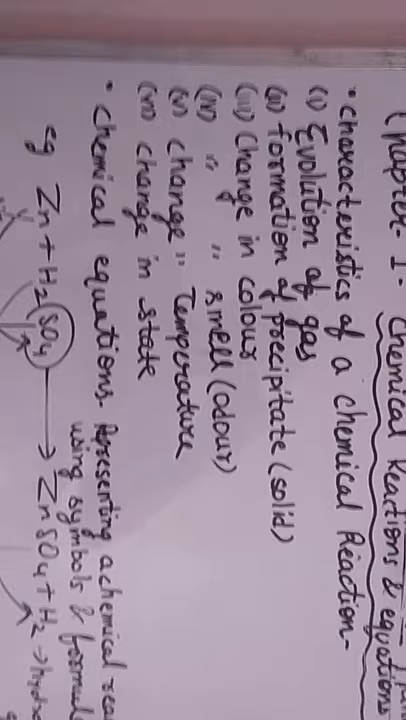 Chapter-1- Chemical Reactions & equations
• Characteristics of a chemical Reaction-
(i) Evolution of gas
(ii) formation of precipitate (solid)
(iii) Change in colour
(iv) " " smell (odour)
(v) change " Temperature
(vi) change in state
• Chemical equations- Representing a chemical reac
using symbols & formula
eg Zn + H₂SO₄ → ZnSO₄ + H₂